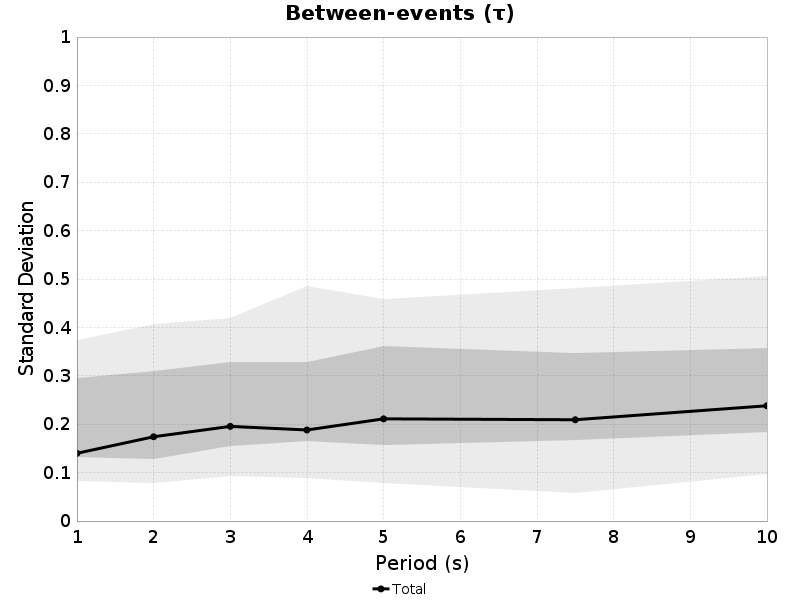 Between-events (τ)
Standard Deviation
1
0.9
0.8
0.7
0.6
0.5
0.4
0.3
0.2
0.1
0
1 2 3 4 5 6 7 8 9 10
Period (s)
Total